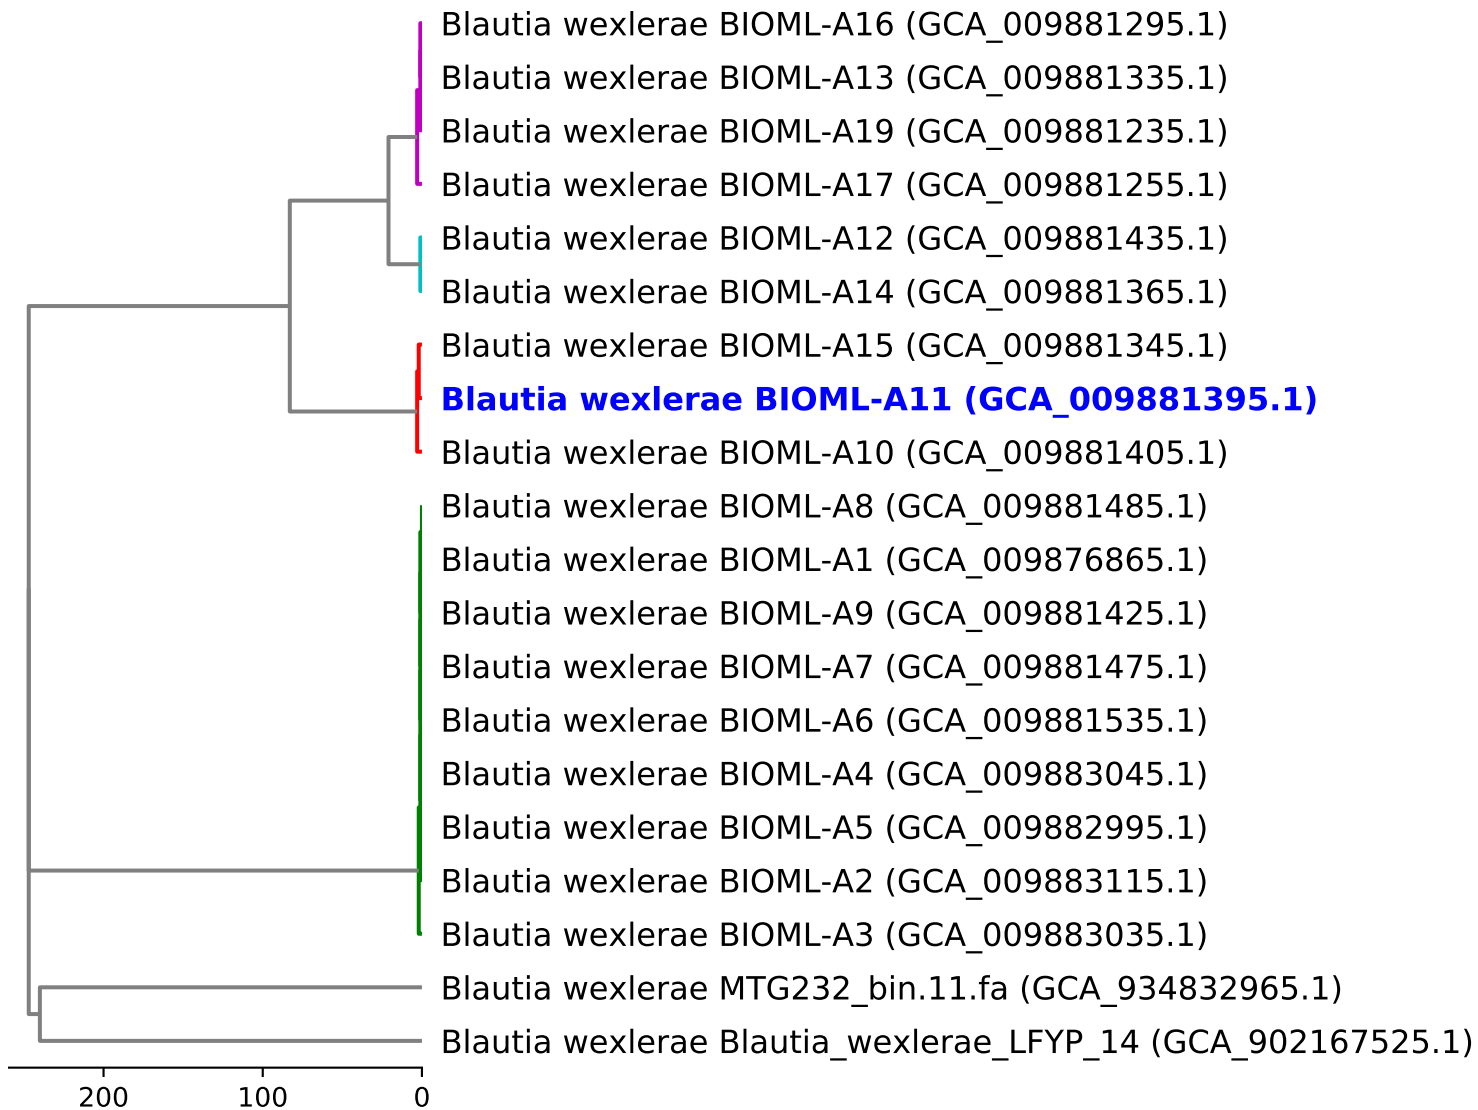 Blautia wexlerae BIOML-A16 (GCA_009881295.1)
Blautia wexlerae BIOML-A13 (GCA_009881335.1)
Blautia wexlerae BIOML-A19 (GCA_009881235.1)
Blautia wexlerae BIOML-A17 (GCA_009881255.1)
Blautia wexlerae BIOML-A12 (GCA_009881435.1)
Blautia wexlerae BIOML-A14 (GCA_009881365.1)
Blautia wexlerae BIOML-A15 (GCA_009881345.1)
Blautia wexlerae BIOML-A11 (GCA_009881395.1)
Blautia wexlerae BIOML-A10 (GCA_009881405.1)
Blautia wexlerae BIOML-A8 (GCA_009881485.1)
Blautia wexlerae BIOML-A1 (GCA_009876865.1)
Blautia wexlerae BIOML-A9 (GCA_009881425.1)
Blautia wexlerae BIOML-A7 (GCA_009881475.1)
Blautia wexlerae BIOML-A6 (GCA_009881535.1)
Blautia wexlerae BIOML-A4 (GCA_009883045.1)
Blautia wexlerae BIOML-A5 (GCA_009882995.1)
Blautia wexlerae BIOML-A2 (GCA_009883115.1)
Blautia wexlerae BIOML-A3 (GCA_009883035.1)
Blautia wexlerae MTG232_bin.11.fa (GCA_934832965.1)
Blautia wexlerae Blautia_wexlerae_LFYP_14 (GCA_902167525.1)
200 100 0